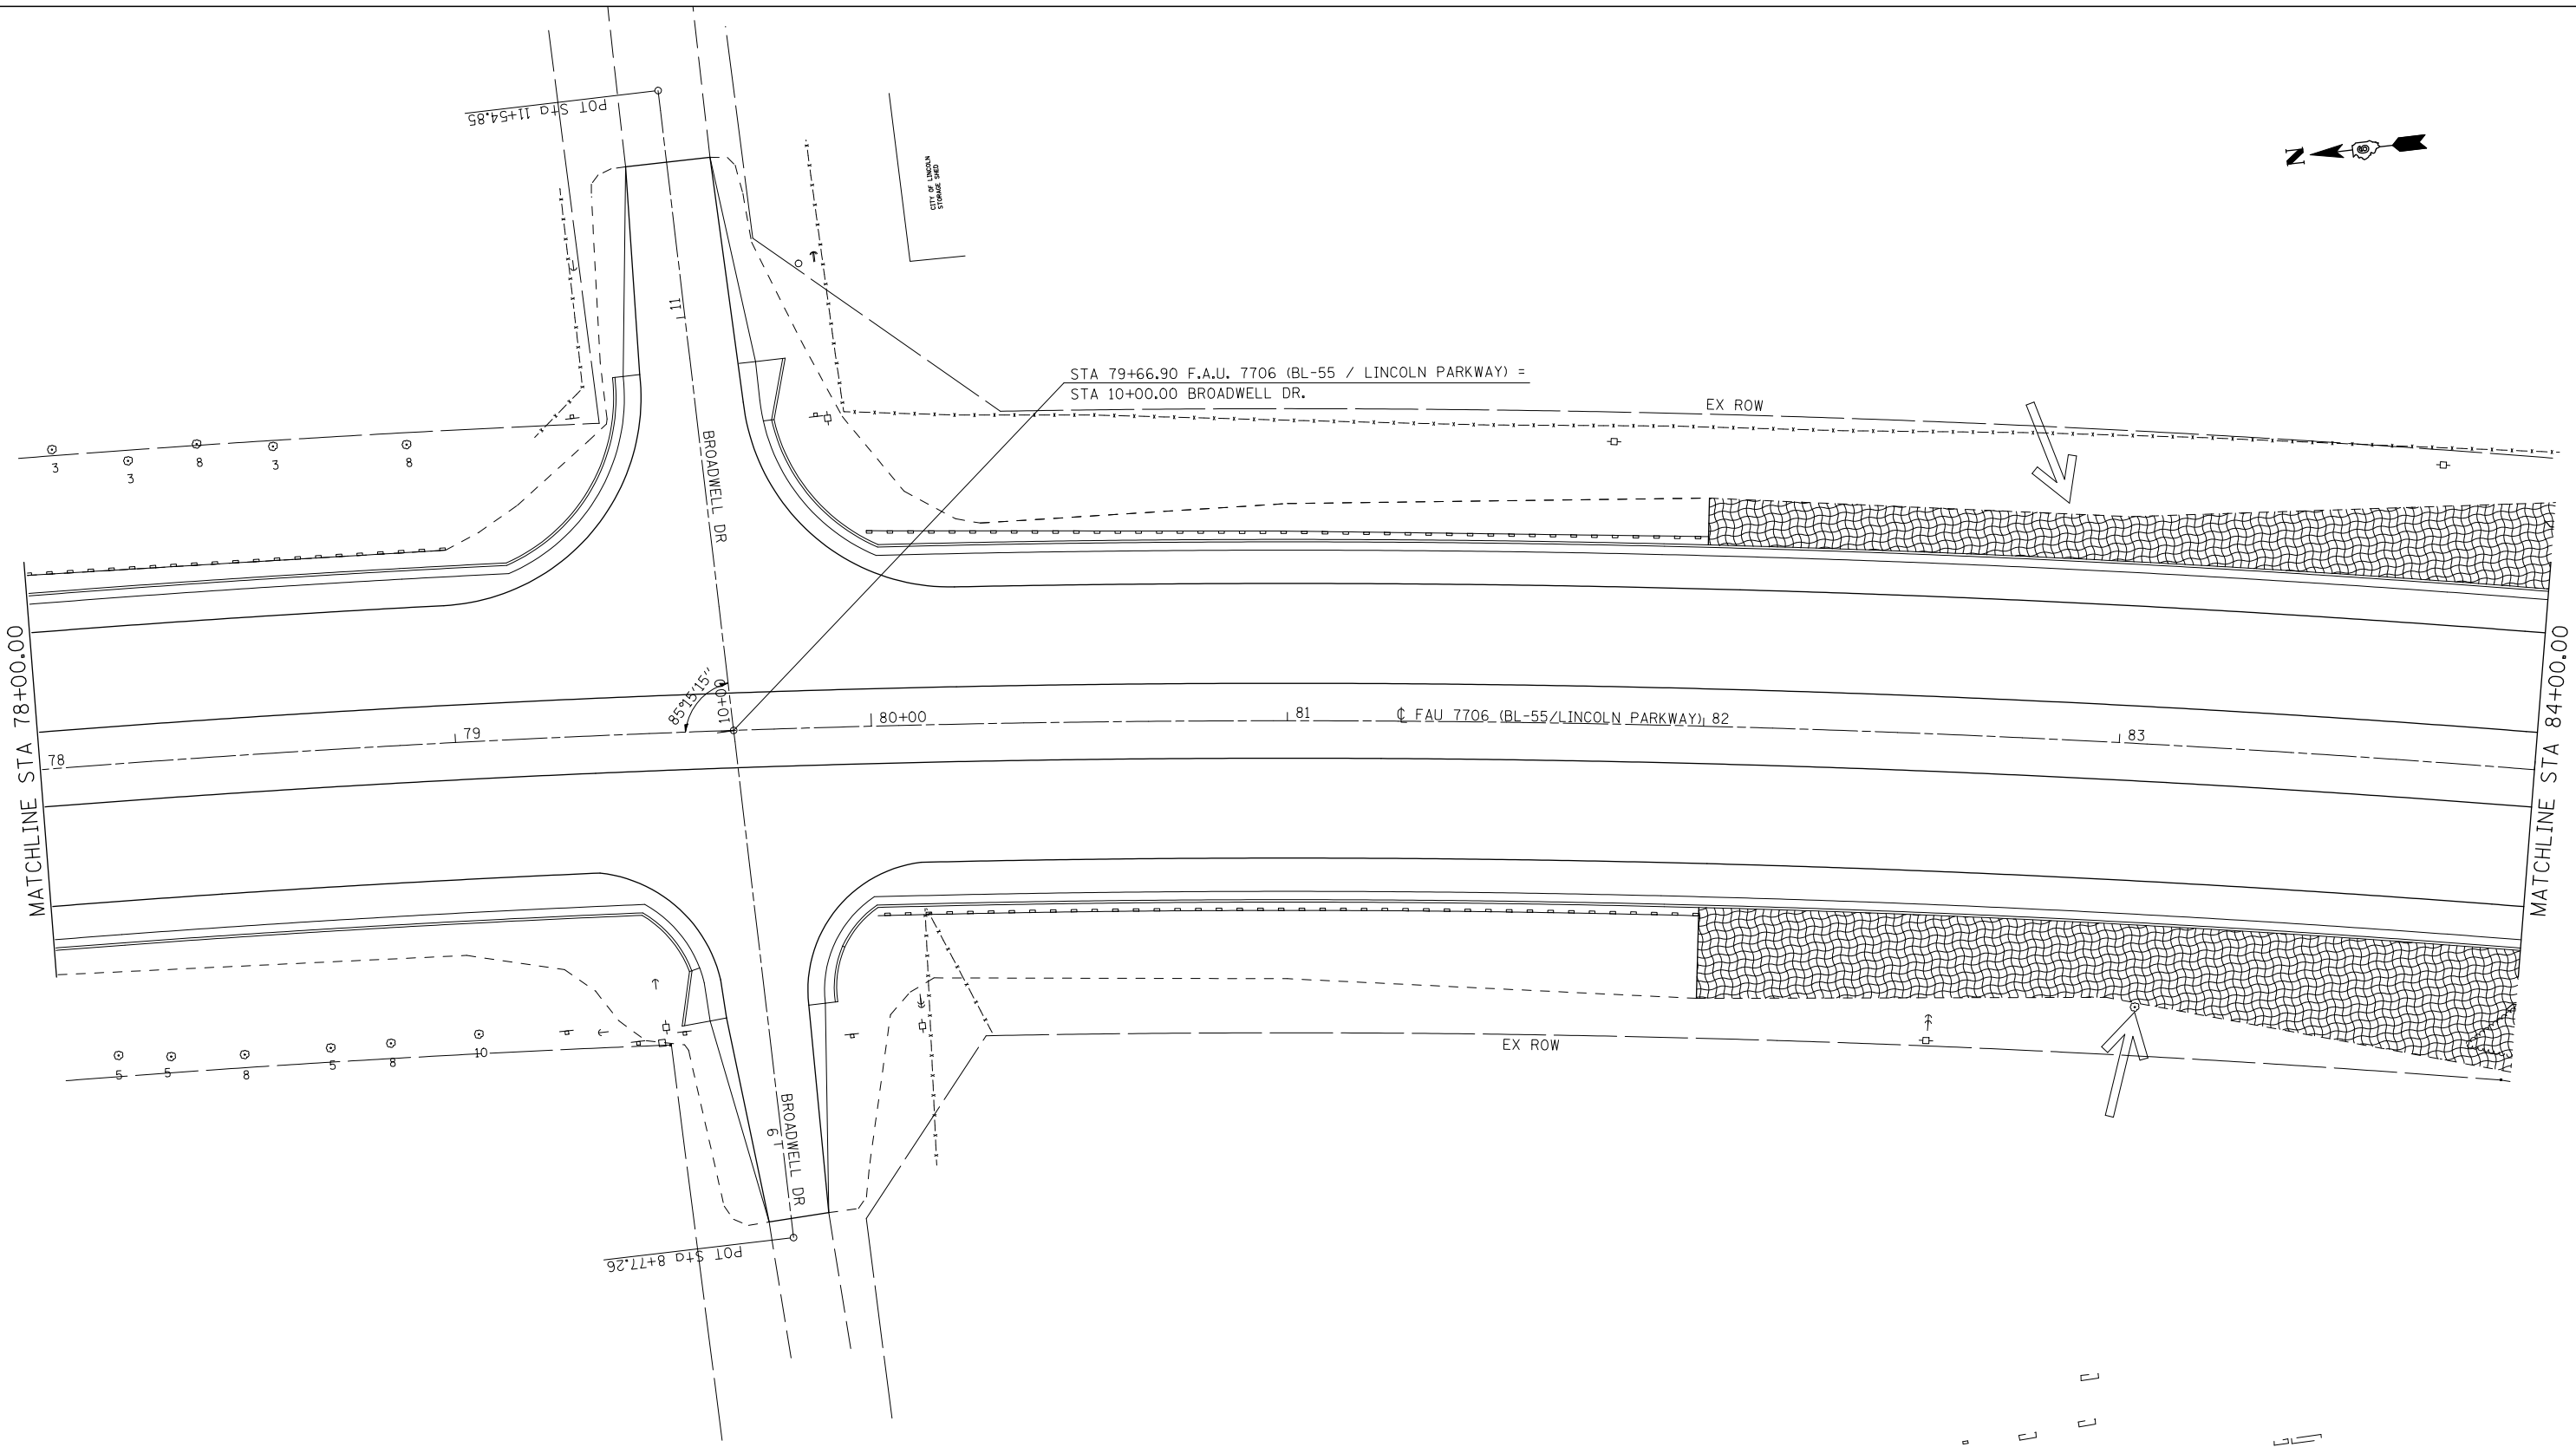 POT Sta 11+54.85
CITY OF LINCOLN
STORAGE SHED
N
11
STA 79+66.90 F.A.U. 7706 (BL-55 / LINCOLN PARKWAY) =
STA 10+00.00 BROADWELL DR.
EX ROW
BROADWELL DR
3
3
8
3
8
MATCHLINE STA 78+00.00
MATCHLINE STA 84+00.00
85°15'15"
10+00
78
79
80+00
81
℄ FAU 7706 (BL-55/LINCOLN PARKWAY)
82
83
5
5
8
5
8
10
EX ROW
BROADWELL DR
9
POT Sta 8+77.26